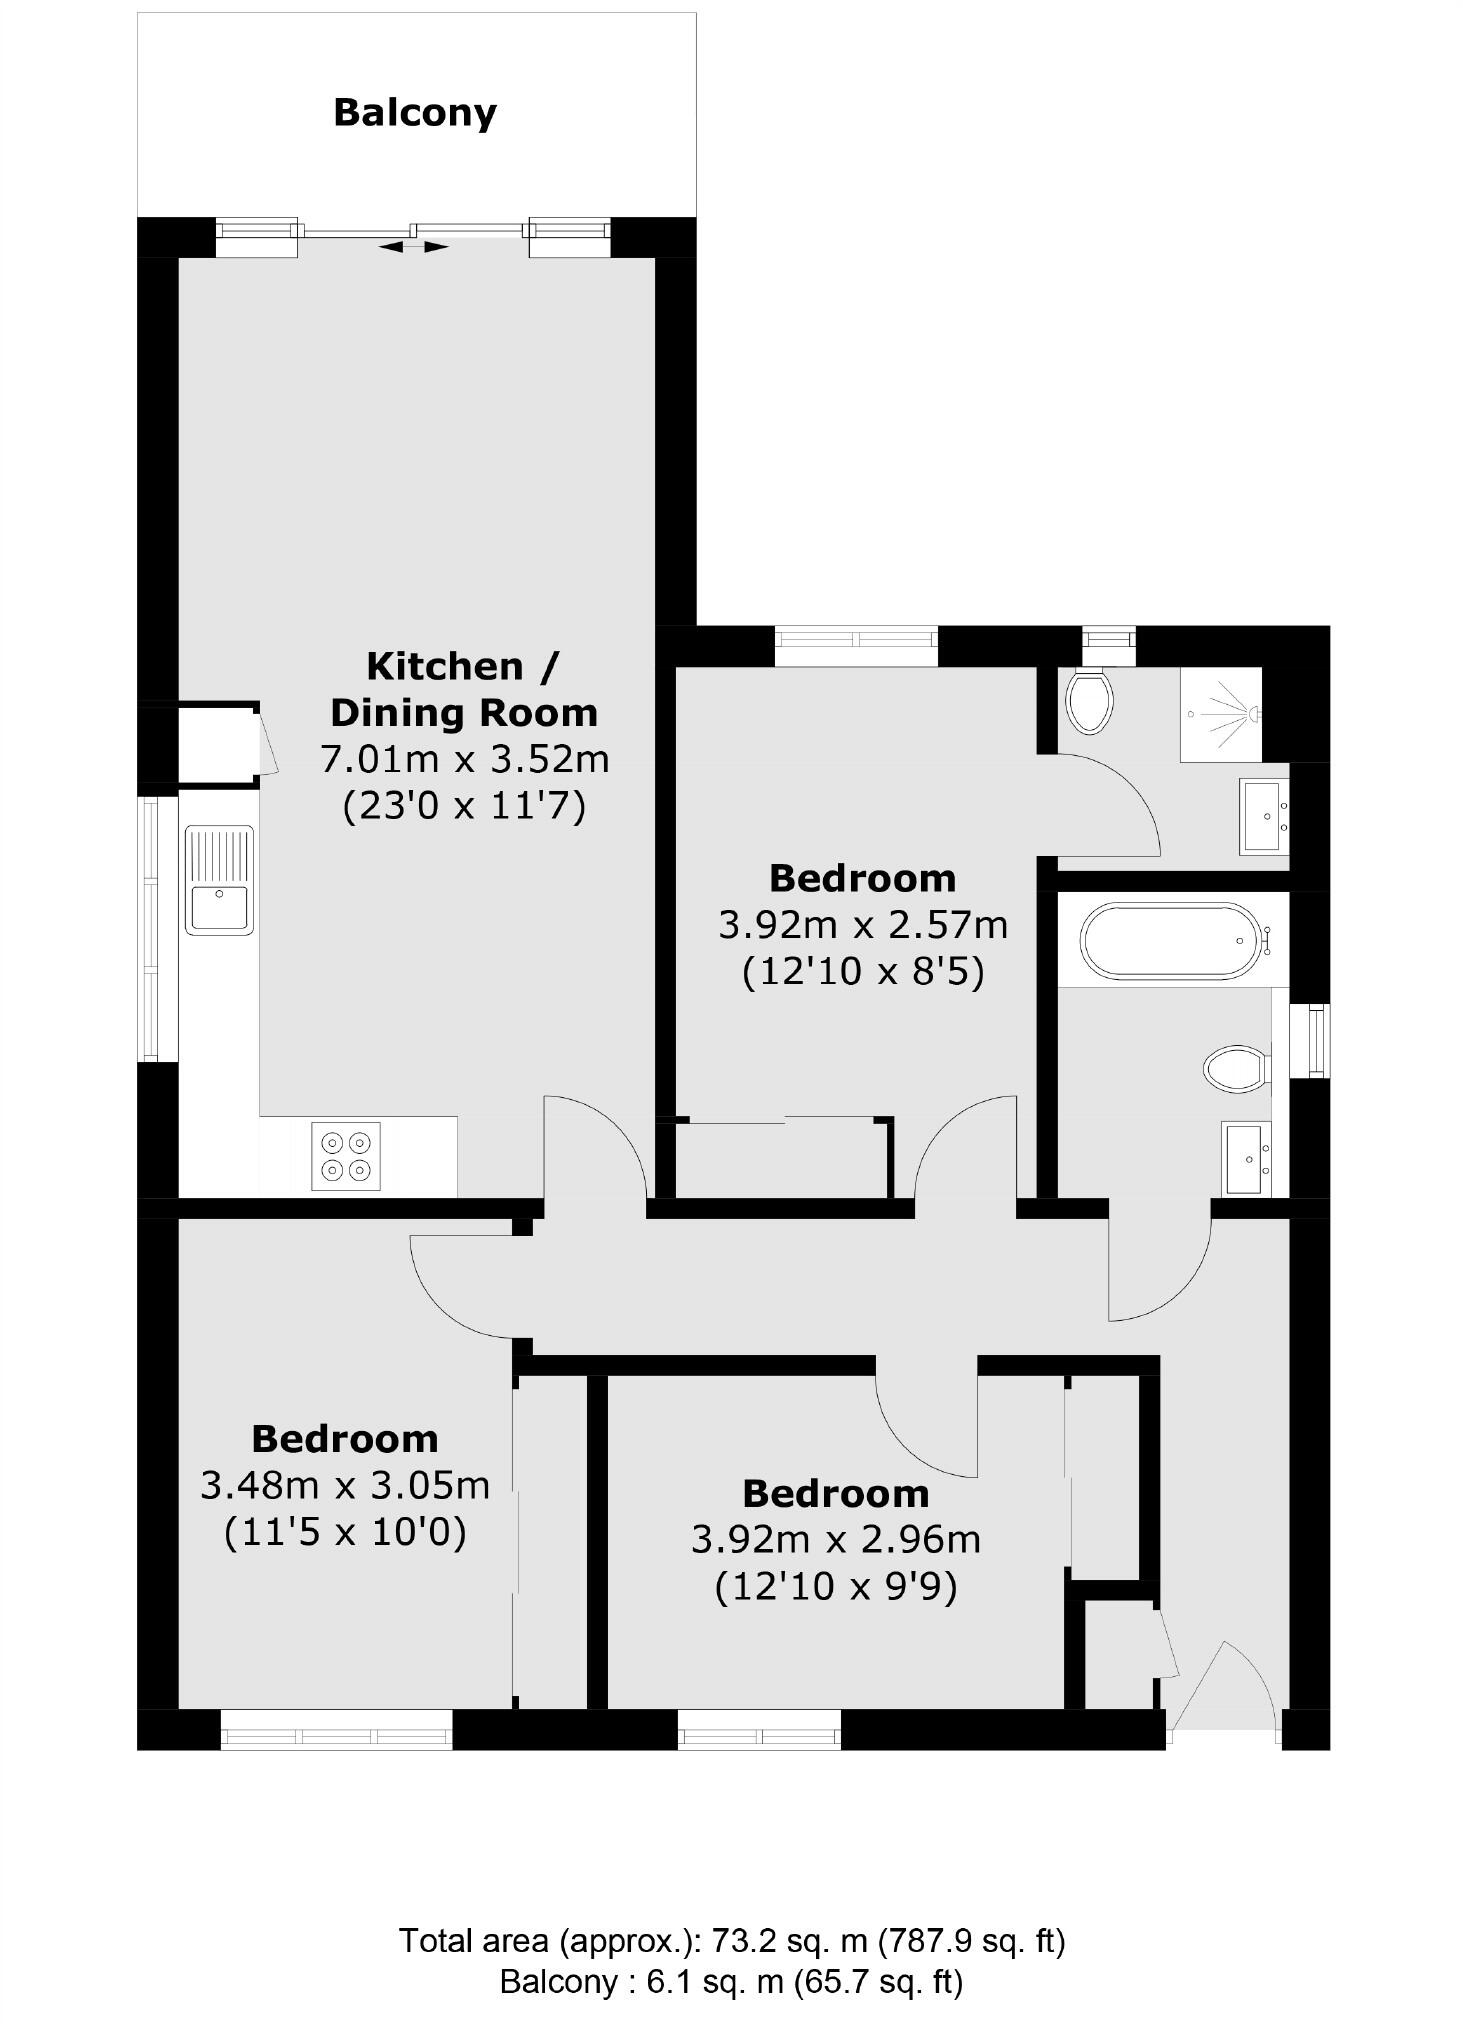 Balcony
Kitchen /
Dining Room
7.01m x 3.52m
(23'0 x 11'7)
Bedroom
3.92m x 2.57m
(12'10 x 8'5)
Bedroom
3.48m x 3.05m
(11'5 x 10'0)
Bedroom
3.92m x 2.96m
(12'10 x 9'9)
Total area (approx.): 73.2 sq. m (787.9 sq. ft)
Balcony : 6.1 sq. m (65.7 sq. ft)